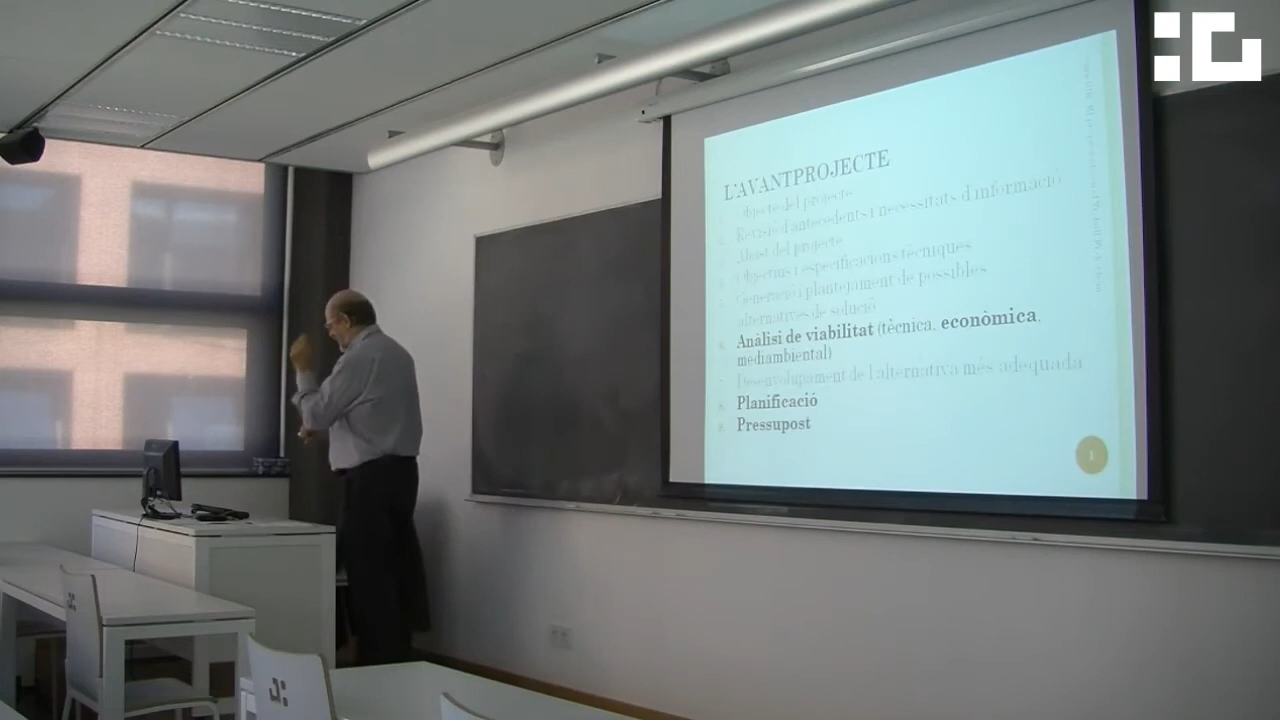 L'AVANTPROJECTE
Objecte del projecte
Revisió d'antecedents i necessitats d'informació
Abast del projecte
Objectius i especificacions tècniques
Generació i plantejament de possibles
alternatives de solució
Anàlisi de viabilitat (tècnica, econòmica,
mediambiental)
Desenvolupament de l'alternativa més adequada
Planificació
Pressupost
1